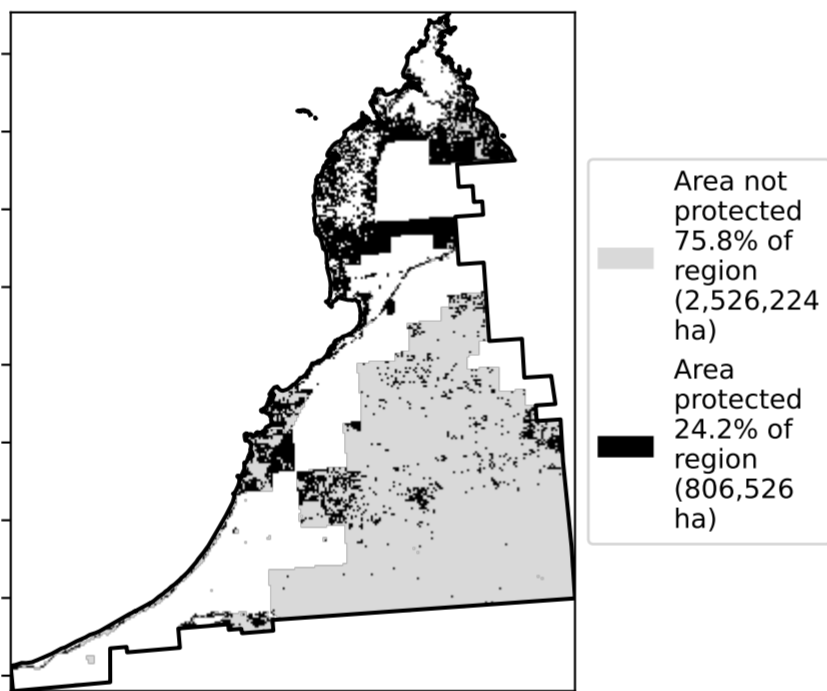 Area not
protected
75.8% of
region
(2,526,224
ha)
Area
protected
24.2% of
region
(806,526
ha)